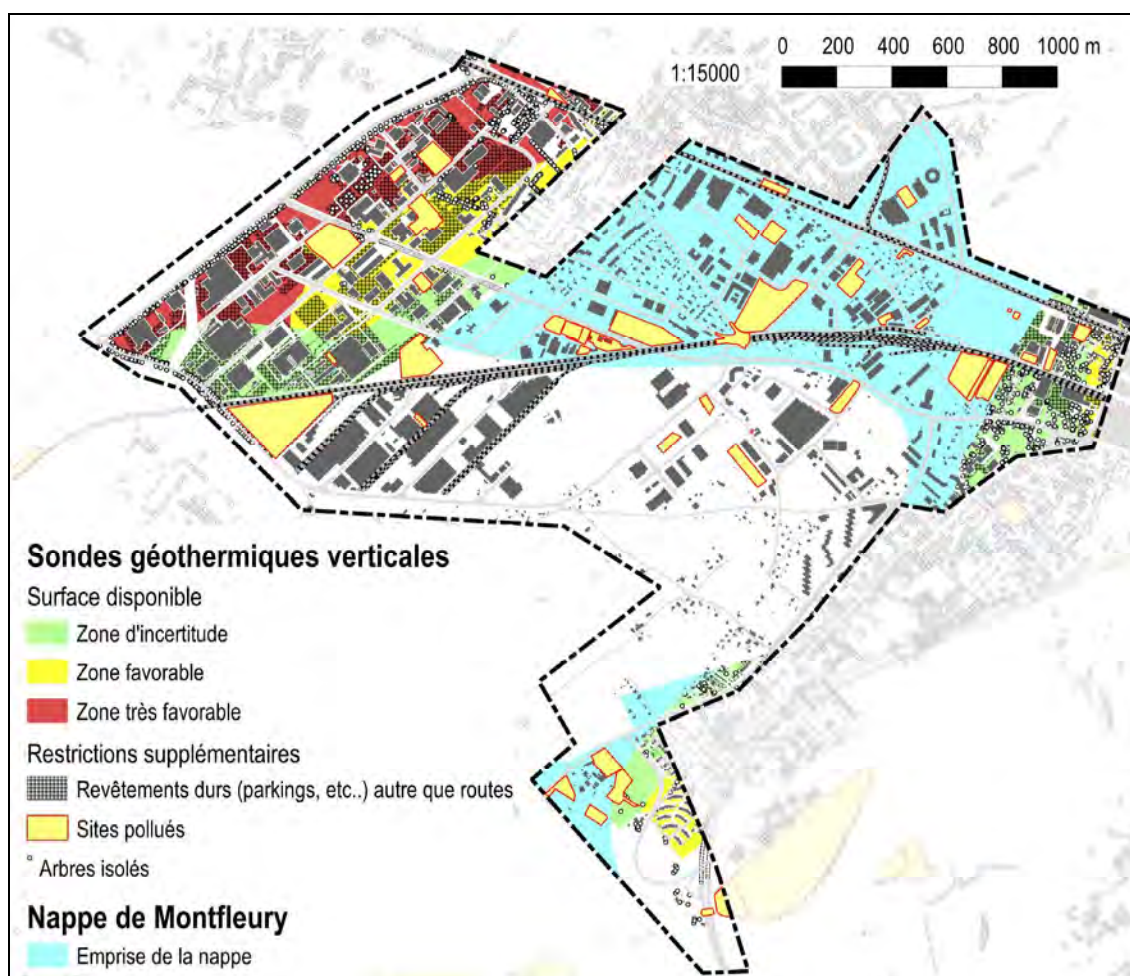 0 200 400 600 800 1000 m
1:15000
Sondes géothermiques verticales
Surface disponible
Zone d'incertitude
Zone favorable
Zone très favorable
Restrictions supplémentaires
Revêtements durs (parkings, etc..) autre que routes
Sites pollués
Arbres isolés
Nappe de Montfleury
Emprise de la nappe